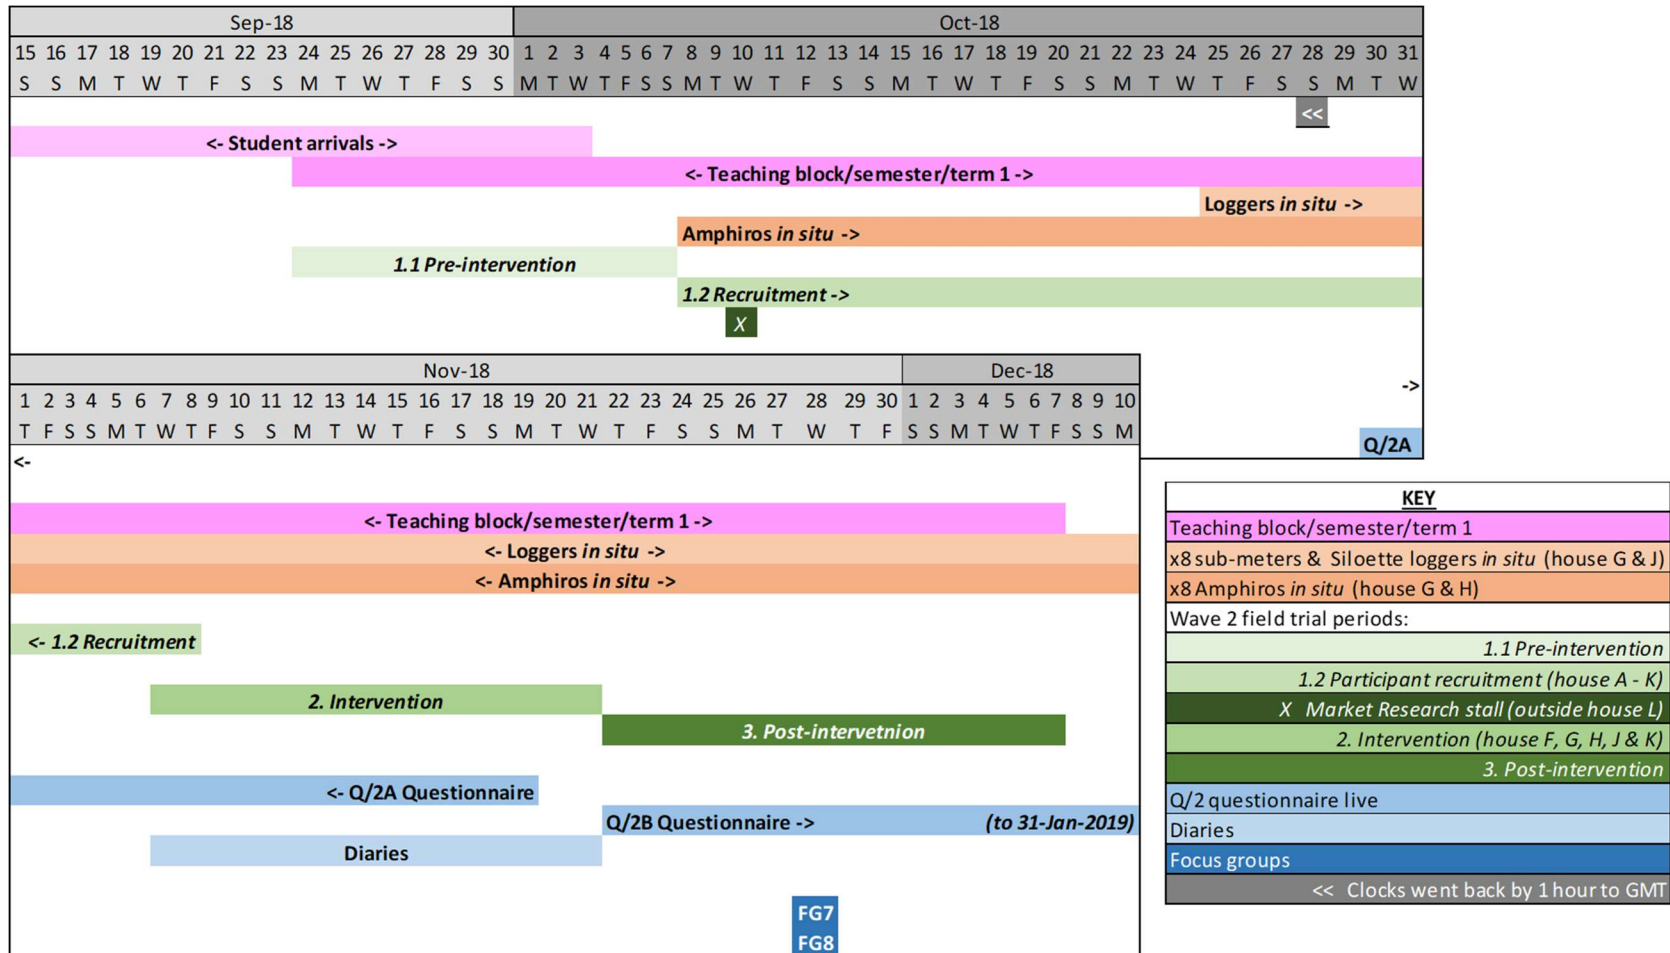 Sep-18 Oct-18
15 16 17 18 19 20 21 22 23 24 25 26 27 28 29 30 1 2 3 4 5 6 7 8 9 10 11 12 13 14 15 16 17 18 19 20 21 22 23 24 25 26 27 28 29 30 31
S S M T W T F S S M T W T F S S M T W T F S S M T W T F S S M T W T F S S M T W T F S S M T W
<<
<- Student arrivals ->
<- Teaching block/semester/term 1 ->
Loggers in situ ->
Amphiros in situ ->
1.1 Pre-intervention
1.2 Recruitment ->
X
->
Q/2A
Nov-18 Dec-18
1 2 3 4 5 6 7 8 9 10 11 12 13 14 15 16 17 18 19 20 21 22 23 24 25 26 27 28 29 30 1 2 3 4 5 6 7 8 9 10
T F S S M T W T F S S M T W T F S S M T W T F S S M T W T F S S M T W T F S S M
<-
<- Teaching block/semester/term 1 ->
<- Loggers in situ ->
<- Amphiros in situ ->
<- 1.2 Recruitment
2. Intervention
3. Post-intervetnion
<- Q/2A Questionnaire
Q/2B Questionnaire -> (to 31-Jan-2019)
Diaries
FG7
FG8
KEY
Teaching block/semester/term 1
x8 sub-meters & Siloette loggers in situ (house G & J)
x8 Amphiros in situ (house G & H)
Wave 2 field trial periods:
1.1 Pre-intervention
1.2 Participant recruitment (house A - K)
X Market Research stall (outside house L)
2. Intervention (house F, G, H, J & K)
3. Post-intervention
Q/2 questionnaire live
Diaries
Focus groups
<< Clocks went back by 1 hour to GMT